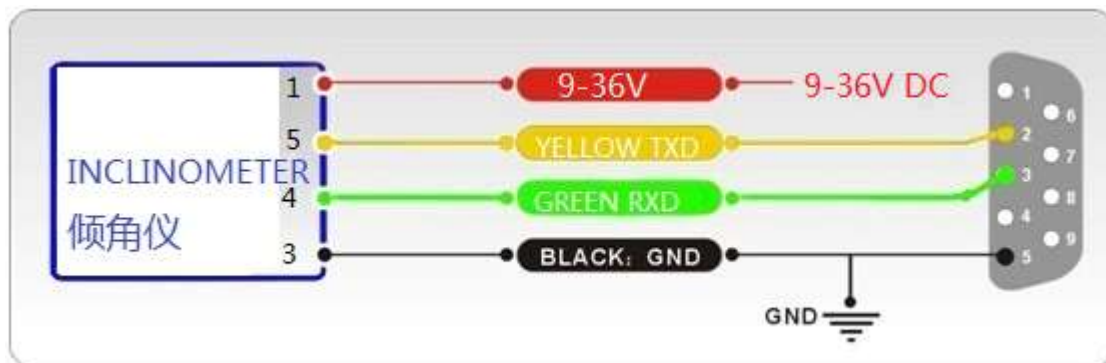 1
9-36V
9-36V DC
5
YELLOW TXD
INCLINOMETER
4
GREEN RXD
倾角仪
3
BLACK: GND
GND
1
2
3
4
5
6
7
8
9